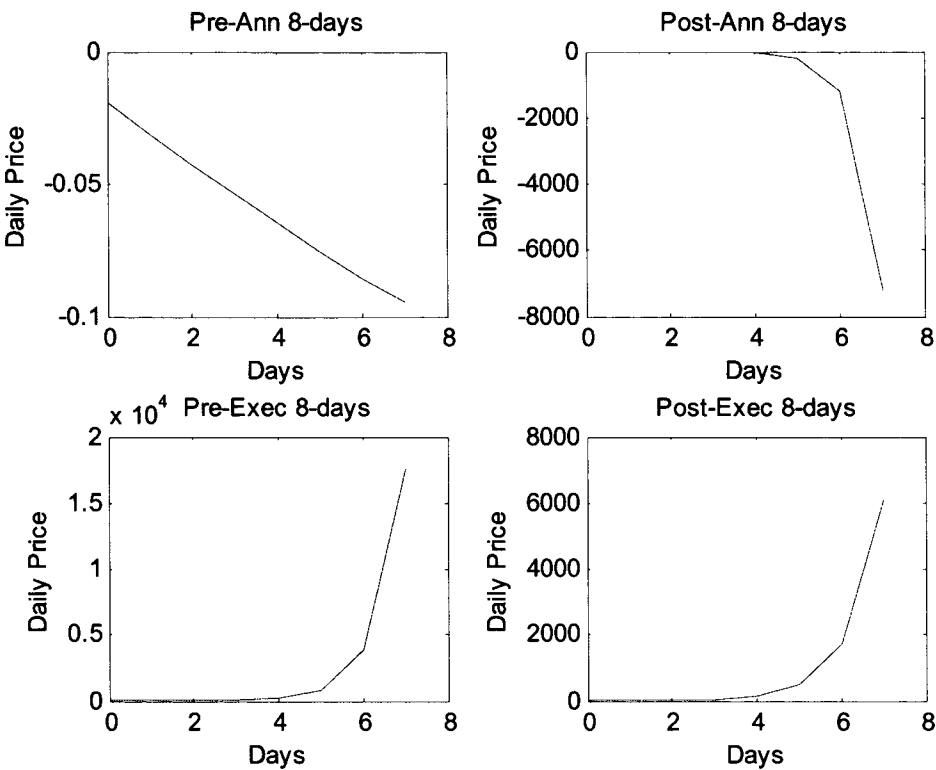 Pre-Ann 8-days
0
-0.05
-0.1
Daily Price
0 2 4 6 8
Days
Post-Ann 8-days
0
-2000
-4000
-6000
-8000
Daily Price
0 2 4 6 8
Days
x 10^4 Pre-Exec 8-days
2
1.5
1
0.5
0
Daily Price
0 2 4 6 8
Days
Post-Exec 8-days
8000
6000
4000
2000
0
Daily Price
0 2 4 6 8
Days